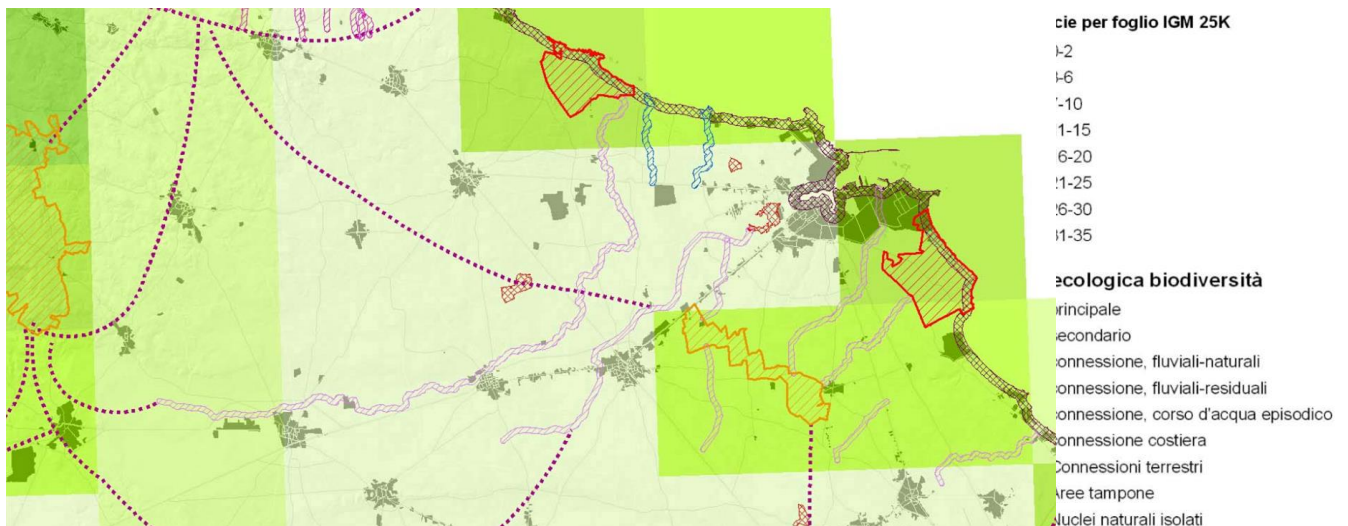 cie per foglio IGM 25K
-2
-6
-10
1-15
6-20
21-25
26-30
31-35
ecologica biodiversità
principale
secondario
connessione, fluviali-naturali
connessione, fluviali-residuali
connessione, corso d'acqua episodico
connessione costiera
Connessioni terrestri
Aree tampone
Nuclei naturali isolati